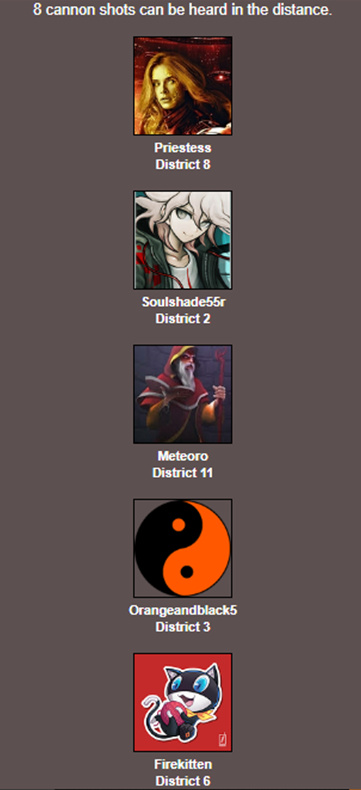 8 cannon shots can be heard in the distance.
Priestess
District 8
Soulshade55r
District 2
Meteoro
District 11
Orangeandblack5
District 3
Firekitten
District 6